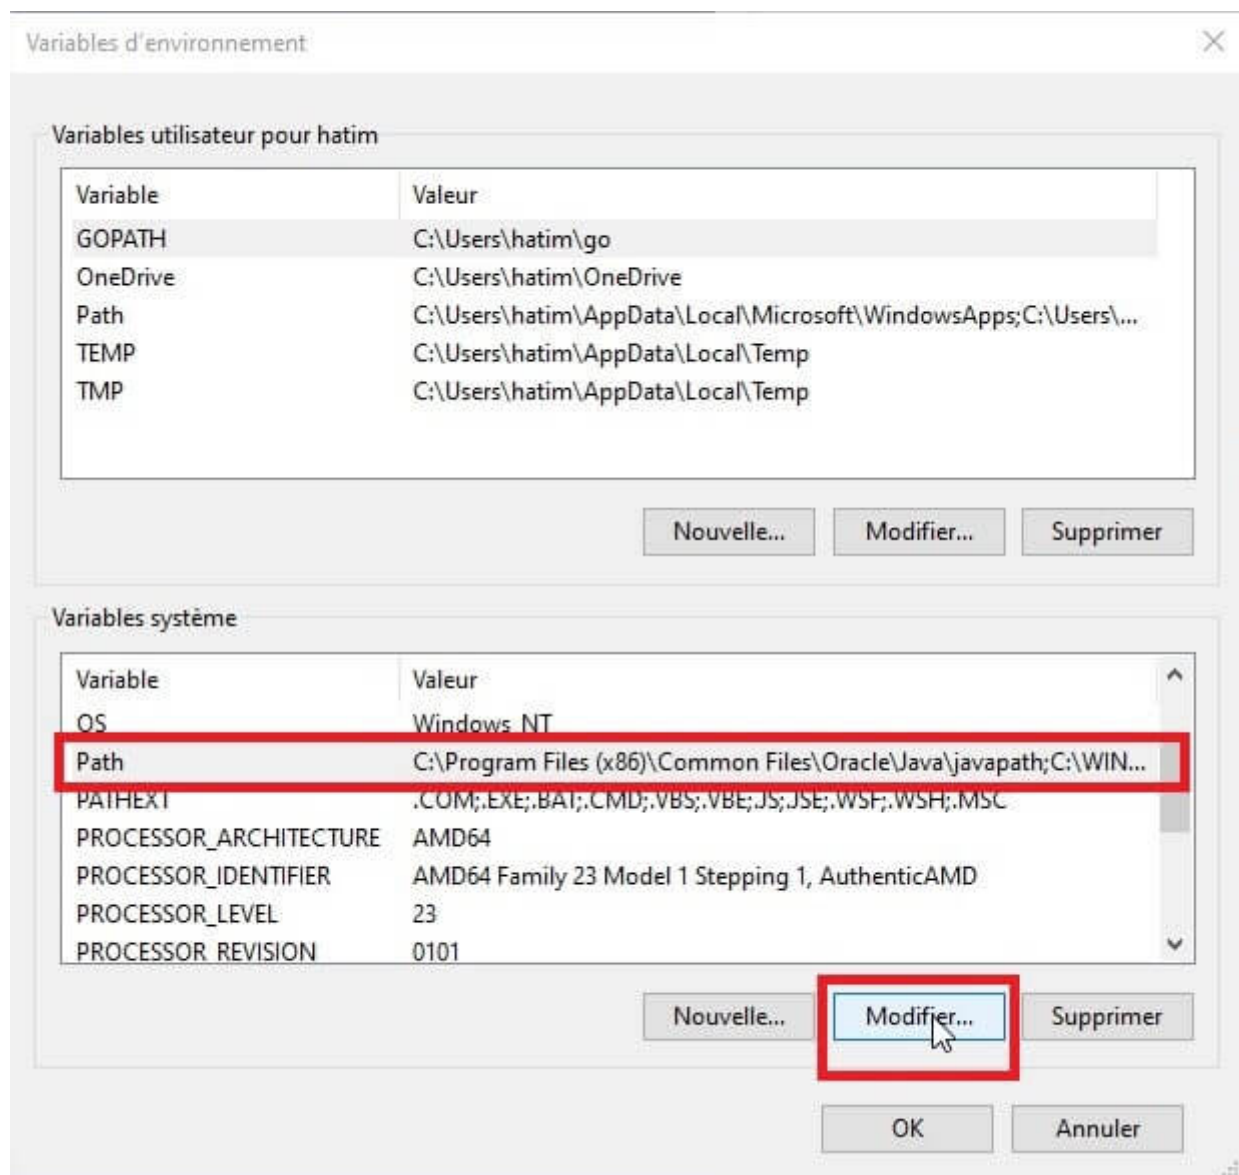 Variables d'environnement
Variables utilisateur pour hatim
Variable Valeur
GOPATH C:\Users\hatim\go
OneDrive C:\Users\hatim\OneDrive
Path C:\Users\hatim\AppData\Local\Microsoft\WindowsApps;C:\Users\...
TEMP C:\Users\hatim\AppData\Local\Temp
TMP C:\Users\hatim\AppData\Local\Temp
Nouvelle... Modifier... Supprimer
Variables système
Variable Valeur
OS Windows_NT
Path C:\Program Files (x86)\Common Files\Oracle\Java\javapath;C:\WIN...
PATHEXT .COM;.EXE;.BAT;.CMD;.VBS;.VBE;.JS;.JSE;.WSF;.WSH;.MSC
PROCESSOR_ARCHITECTURE AMD64
PROCESSOR_IDENTIFIER AMD64 Family 23 Model 1 Stepping 1, AuthenticAMD
PROCESSOR_LEVEL 23
PROCESSOR_REVISION 0101
Nouvelle... Modifier... Supprimer
OK Annuler